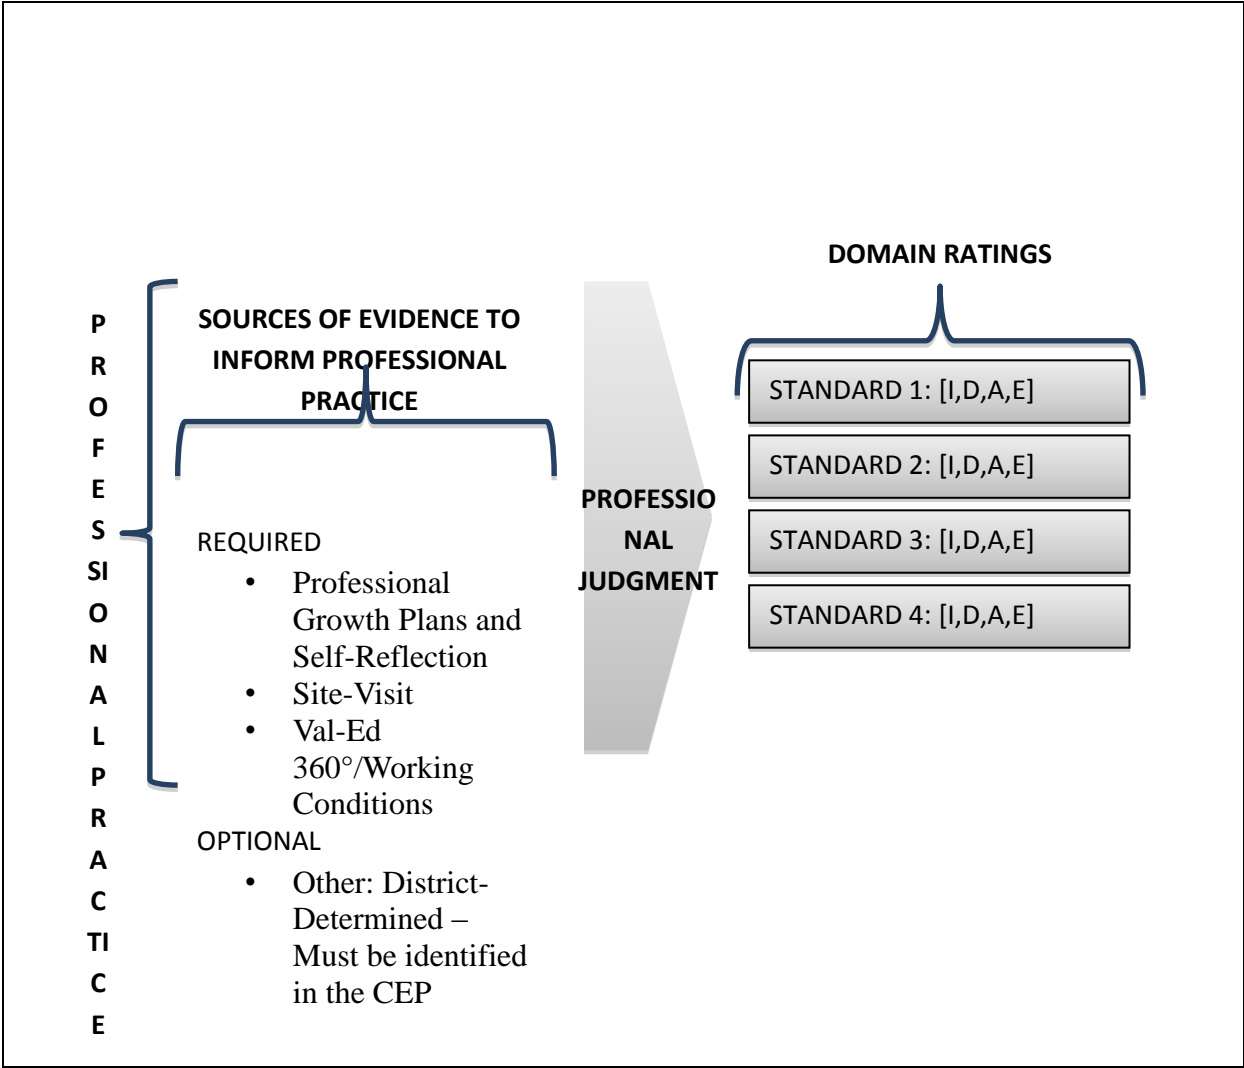 P
R
O
F
E
S
SI
O
N
A
L
P
R
A
C
TI
C
E
SOURCES OF EVIDENCE TO
INFORM PROFESSIONAL
PRACTICE
REQUIRED
• Professional
Growth Plans and
Self-Reflection
• Site-Visit
• Val-Ed
360°/Working
Conditions
OPTIONAL
• Other: District-
Determined –
Must be identified
in the CEP
PROFESSIO
NAL
JUDGMENT
DOMAIN RATINGS
STANDARD 1: [I,D,A,E]
STANDARD 2: [I,D,A,E]
STANDARD 3: [I,D,A,E]
STANDARD 4: [I,D,A,E]